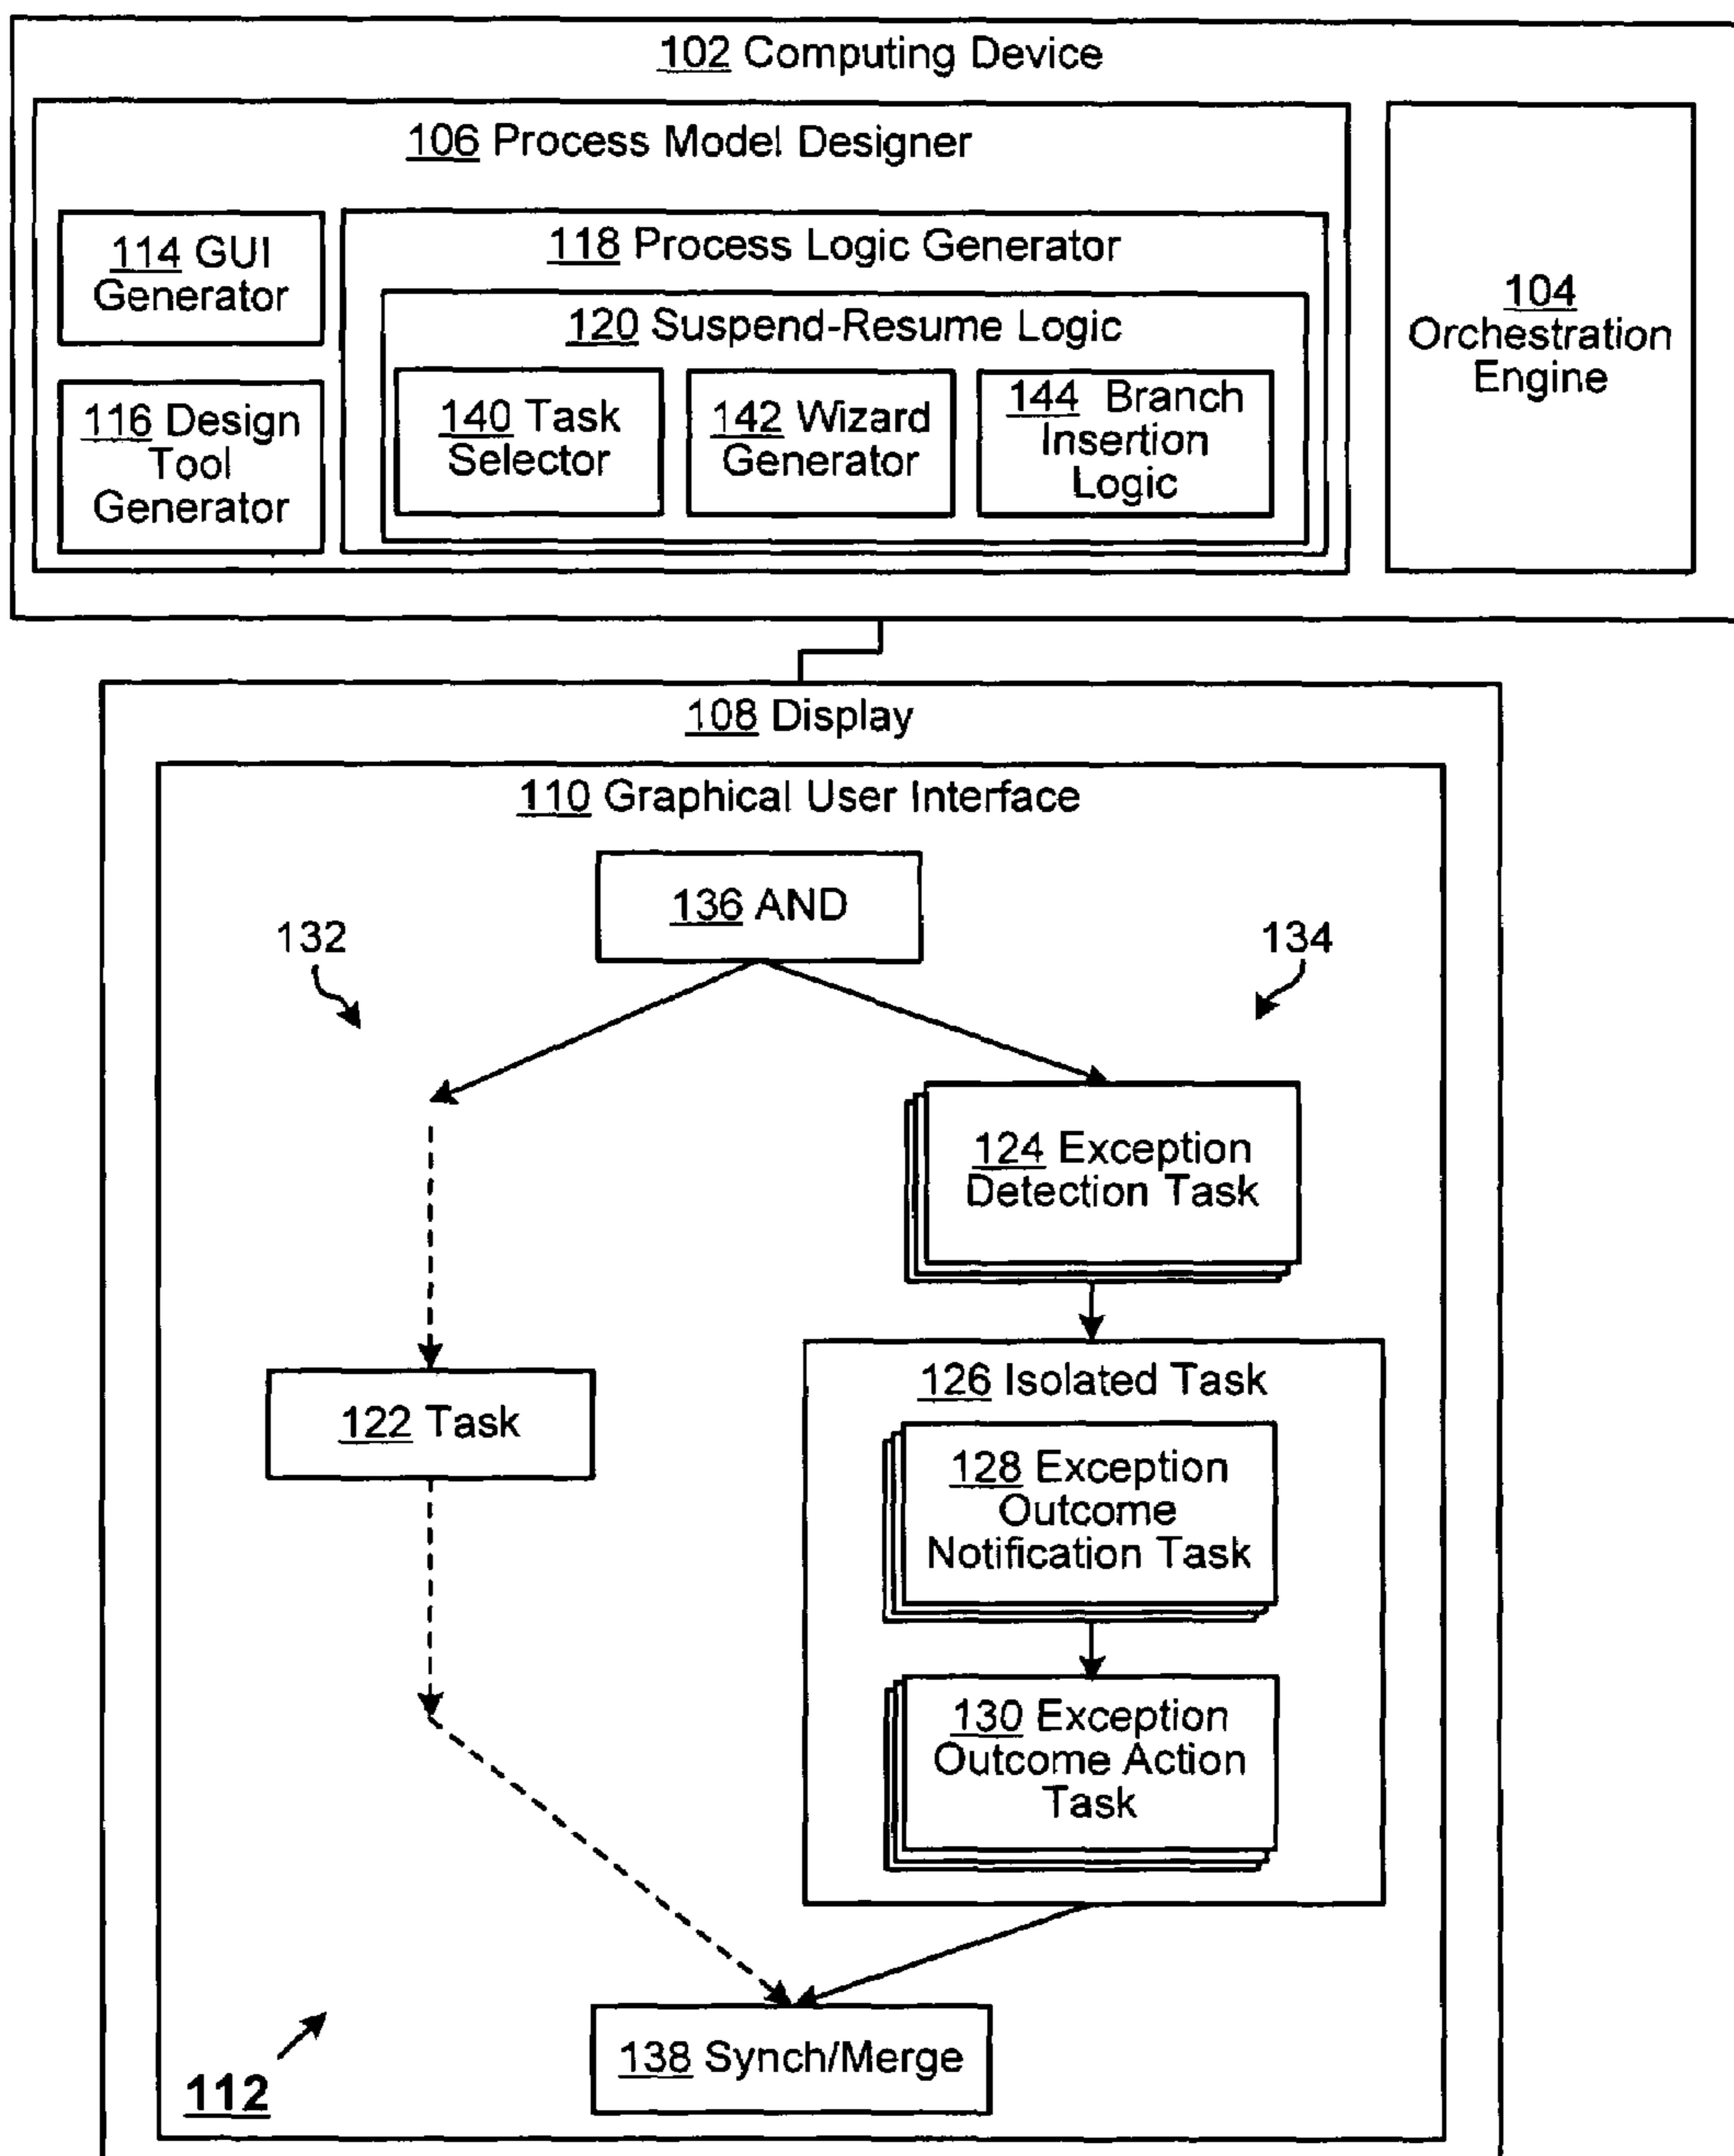 102 Computing Device
106 Process Model Designer
114 GUI
Generator
116 Design
Tool
Generator
118 Process Logic Generator
120 Suspend-Resume Logic
140 Task
Selector
142 Wizard
Generator
144 Branch
Insertion
Logic
104
Orchestration
Engine
108 Display
110 Graphical User Interface
136 AND
132
134
124 Exception
Detection Task
122 Task
126 Isolated Task
128 Exception
Outcome
Notification Task
130 Exception
Outcome Action
Task
138 Synch/Merge
112